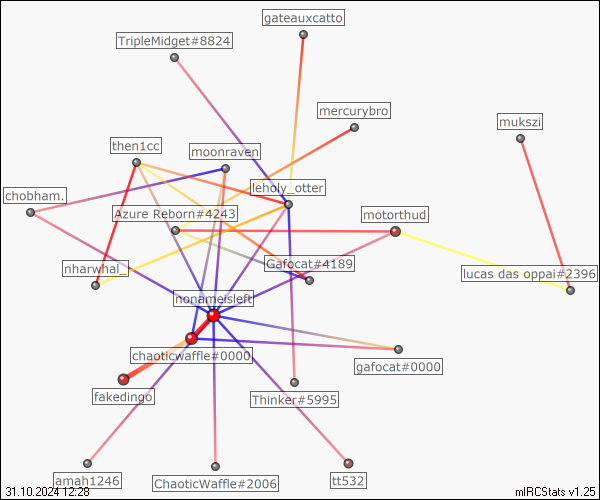 gateauxcatto
TripleMidget#8824
mercurybro
mukszi
then1cc
moonraven
leholy_otter
chobham.
Azure Reborn#4243
motorthud
Gafocat#4189
nharwhal_
lucas das oppai#2396
nonameisleft
chaoticwaffle#0000
gafocat#0000
fakedingo
Thinker#5995
amah1246
ChaoticWaffle#2006
tt532
31.10.2024 12:28
mIRCStats v1.25